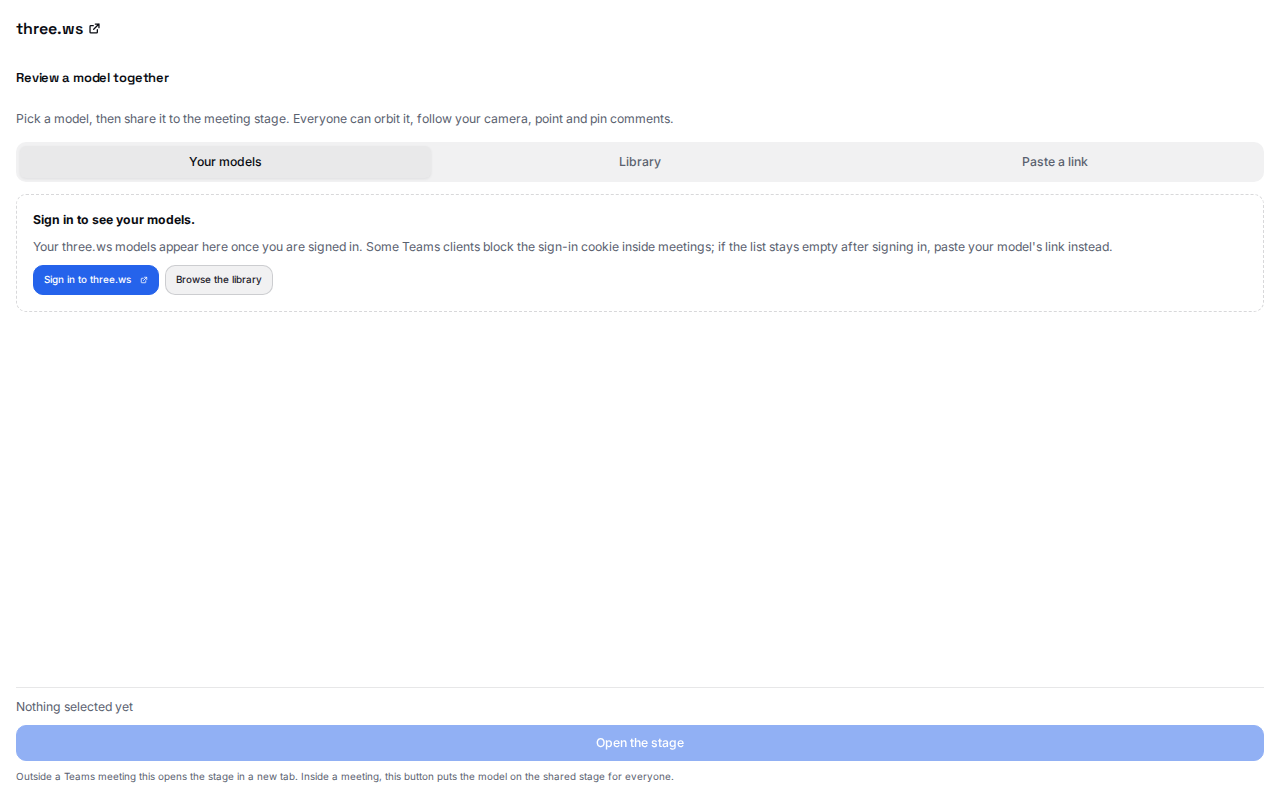 three.ws
Review a model together
Pick a model, then share it to the meeting stage. Everyone can orbit it, follow your camera, point and pin comments.
Your models
Library
Paste a link
Sign in to see your models.
Your three.ws models appear here once you are signed in. Some Teams clients block the sign-in cookie inside meetings; if the list stays empty after signing in, paste your model's link instead.
Sign in to three.ws
Browse the library
Nothing selected yet
Open the stage
Outside a Teams meeting this opens the stage in a new tab. Inside a meeting, this button puts the model on the shared stage for everyone.